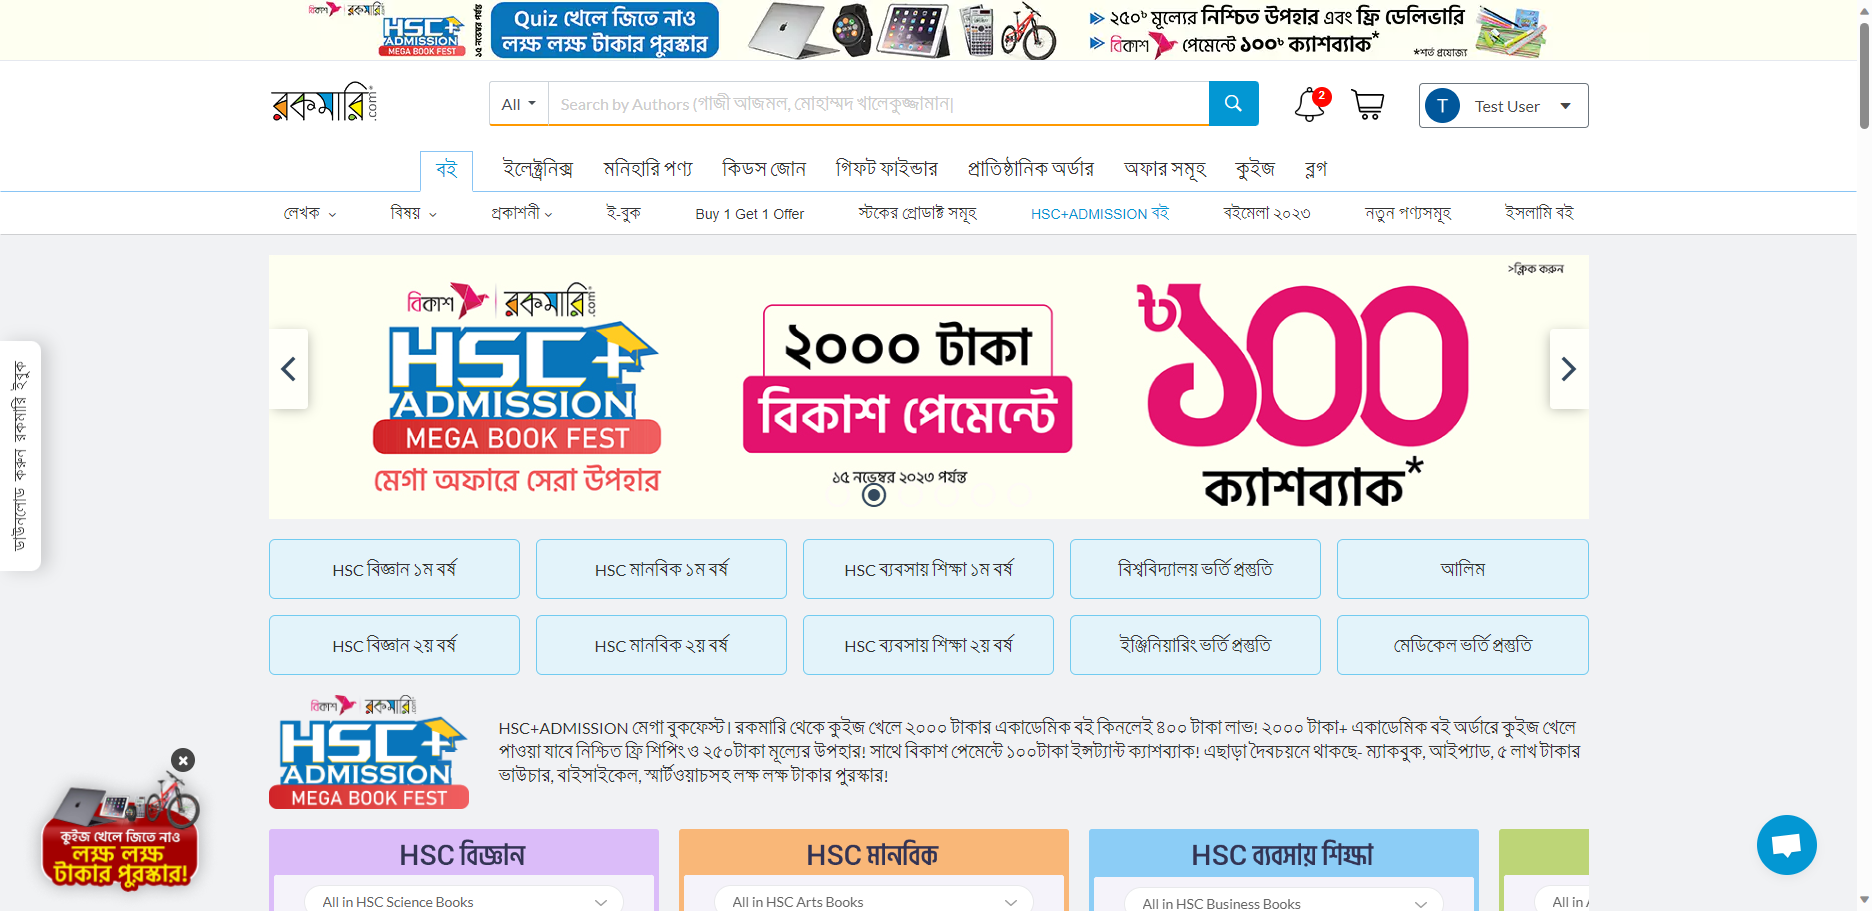 বিকাশ রকমারি
HSC+
ADMISSION
MEGA BOOK FEST
১৫ নভেম্বর পর্যন্ত
Quiz খেলে জিতে নাও
লক্ষ লক্ষ টাকার পুরস্কার
২৫০৳ মূল্যের নিশ্চিত উপহার এবং ফ্রি ডেলিভারি
বিকাশ পেমেন্টে ১০০৳ ক্যাশব্যাক*
*শর্ত প্রযোজ্য
রকমারি.com
All
Search by Authors (গাজী আজমল, মোহাম্মদ খালেকুজ্জামান|
2
T Test User
বই ইলেক্ট্রনিক্স মনিহারি পণ্য কিডস জোন গিফট ফাইন্ডার প্রাতিষ্ঠানিক অর্ডার অফার সমূহ কুইজ ব্লগ
লেখক বিষয় প্রকাশনী ই-বুক Buy 1 Get 1 Offer স্টকের প্রোডাক্ট সমূহ HSC+ADMISSION বই বইমেলা ২০২৩ নতুন পণ্যসমূহ ইসলামি বই
>ক্লিক করুন
বিকাশ রকমারি.com
HSC+
ADMISSION
MEGA BOOK FEST
মেগা অফারে সেরা উপহার
২০০০ টাকা
বিকাশ পেমেন্টে
১৫ নভেম্বর ২০২৩ পর্যন্ত
৳১০০
ক্যাশব্যাক*
ডাউনলোড করুন রকমারি ইবুক
HSC বিজ্ঞান ১ম বর্ষ HSC মানবিক ১ম বর্ষ HSC ব্যবসায় শিক্ষা ১ম বর্ষ বিশ্ববিদ্যালয় ভর্তি প্রস্তুতি আলিম
HSC বিজ্ঞান ২য় বর্ষ HSC মানবিক ২য় বর্ষ HSC ব্যবসায় শিক্ষা ২য় বর্ষ ইঞ্জিনিয়ারিং ভর্তি প্রস্তুতি মেডিকেল ভর্তি প্রস্তুতি
বিকাশ রকমারি
HSC+
ADMISSION
MEGA BOOK FEST
HSC+ADMISSION মেগা বুকফেস্ট। রকমারি থেকে কুইজ খেলে ২০০০ টাকার একাডেমিক বই কিনলেই ৪০০ টাকা লাভ! ২০০০ টাকা+ একাডেমিক বই অর্ডারে কুইজ খেলে
পাওয়া যাবে নিশ্চিত ফ্রি শিপিং ও ২৫০টাকা মূল্যের উপহার! সাথে বিকাশ পেমেন্টে ১০০টাকা ইন্সট্যান্ট ক্যাশব্যাক! এছাড়া দৈবচয়নে থাকছে- ম্যাকবুক, আইপ্যাড, ৫ লাখ টাকার
ভাউচার, বাইসাইকেল, স্মার্টওয়াচসহ লক্ষ লক্ষ টাকার পুরস্কার!
কুইজ খেলে জিতে নাও
লক্ষ লক্ষ
টাকার পুরস্কার!
HSC বিজ্ঞান HSC মানবিক HSC ব্যবসায় শিক্ষা
All in HSC Science Books All in HSC Arts Books All in HSC Business Books All in